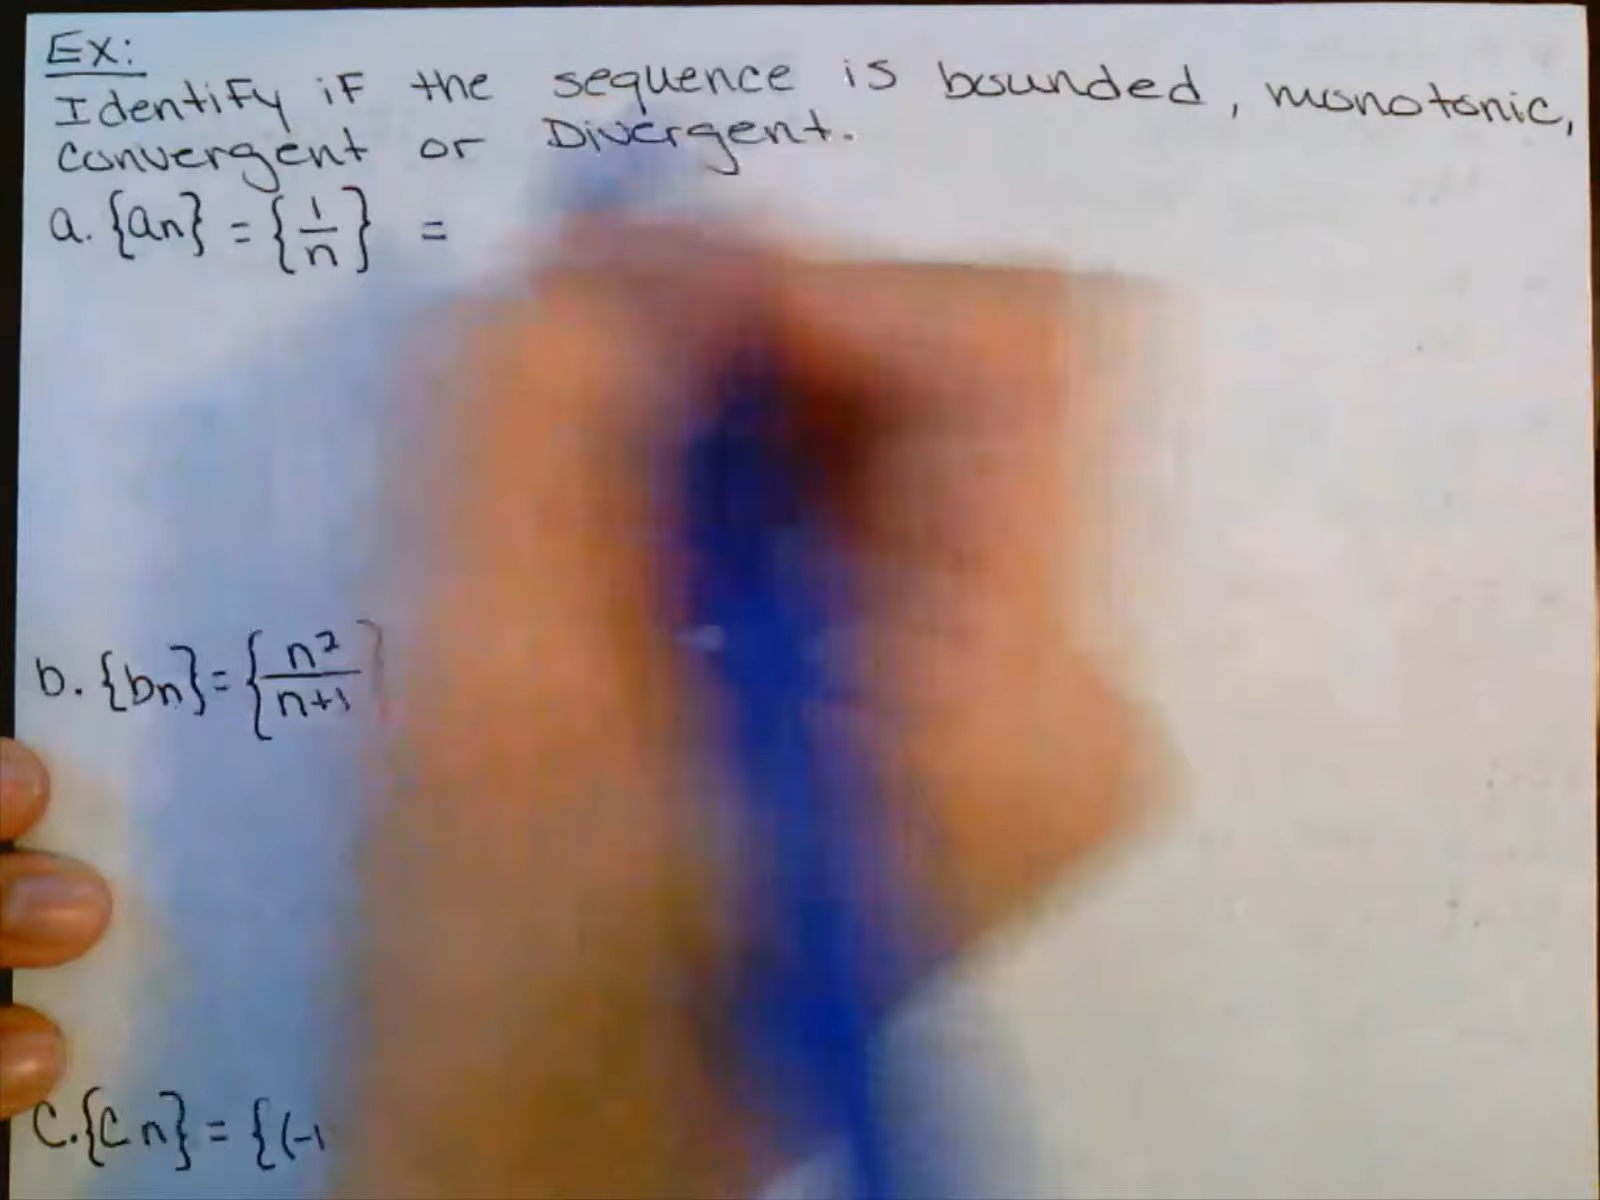 Ex:
Identify if the sequence is bounded, monotonic,
convergent or Divergent.
a. {an} = {1/n} =
b. {bn} = {n²/n+1}
c. {cn} = {(-1